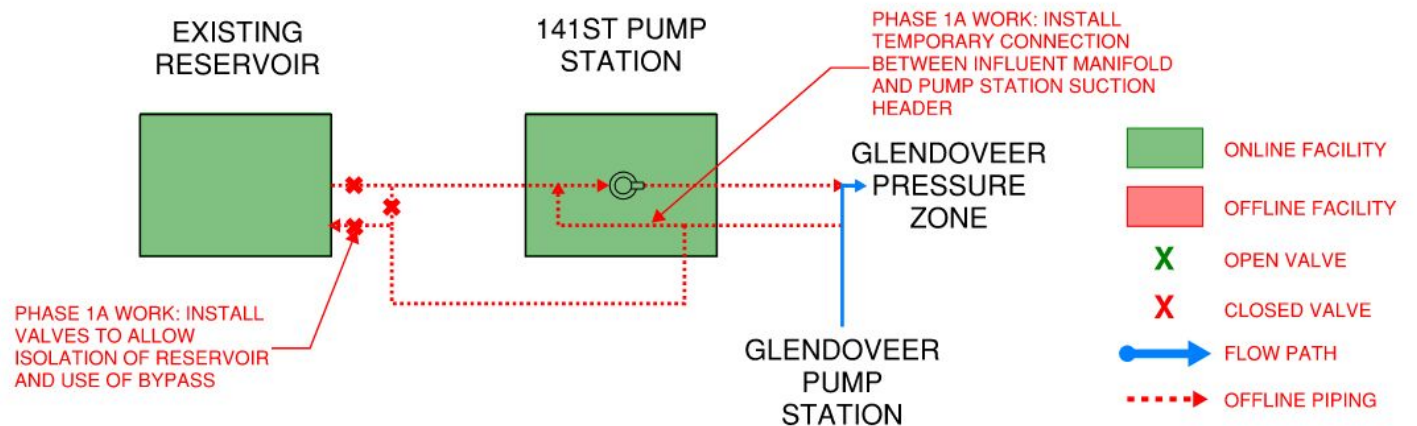 EXISTING
RESERVOIR
141ST PUMP
STATION
PHASE 1A WORK: INSTALL
TEMPORARY CONNECTION
BETWEEN INFLUENT MANIFOLD
AND PUMP STATION SUCTION
HEADER
GLENDOVEER
PRESSURE
ZONE
PHASE 1A WORK: INSTALL
VALVES TO ALLOW
ISOLATION OF RESERVOIR
AND USE OF BYPASS
GLENDOVEER
PUMP
STATION
ONLINE FACILITY
OFFLINE FACILITY
X OPEN VALVE
X CLOSED VALVE
FLOW PATH
OFFLINE PIPING